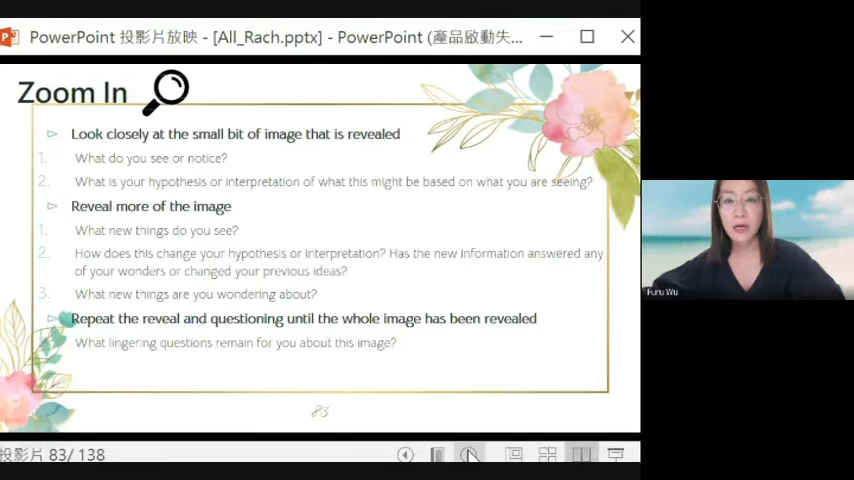 PowerPoint 投影片放映 - [All_Rach.pptx] - PowerPoint (產品啟動失...
Zoom In
Look closely at the small bit of image that is revealed
1. What do you see or notice?
2. What is your hypothesis or interpretation of what this might be based on what you are seeing?
Reveal more of the image
1. What new things do you see?
2. How does this change your hypothesis or interpretation? Has the new information answered any
of your wonders or changed your previous ideas?
3. What new things are you wondering about?
Repeat the reveal and questioning until the whole image has been revealed
What lingering questions remain for you about this image?
83
投影片 83/ 138
Furu Wu